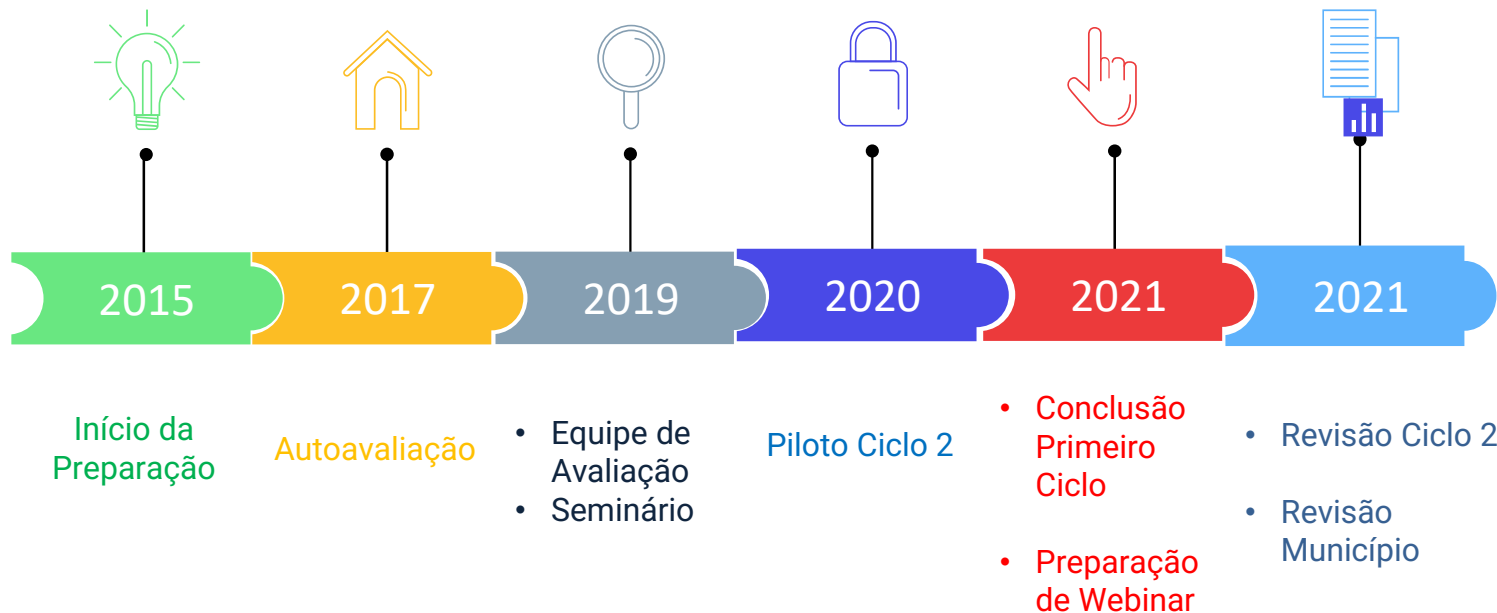 2015
2017
2019
2020
2021
2021
Início da
Preparação
Autoavaliação
• Equipe de
Avaliação
• Seminário
Piloto Ciclo 2
• Conclusão
Primeiro
Ciclo
• Preparação
de Webinar
• Revisão Ciclo 2
• Revisão
Município